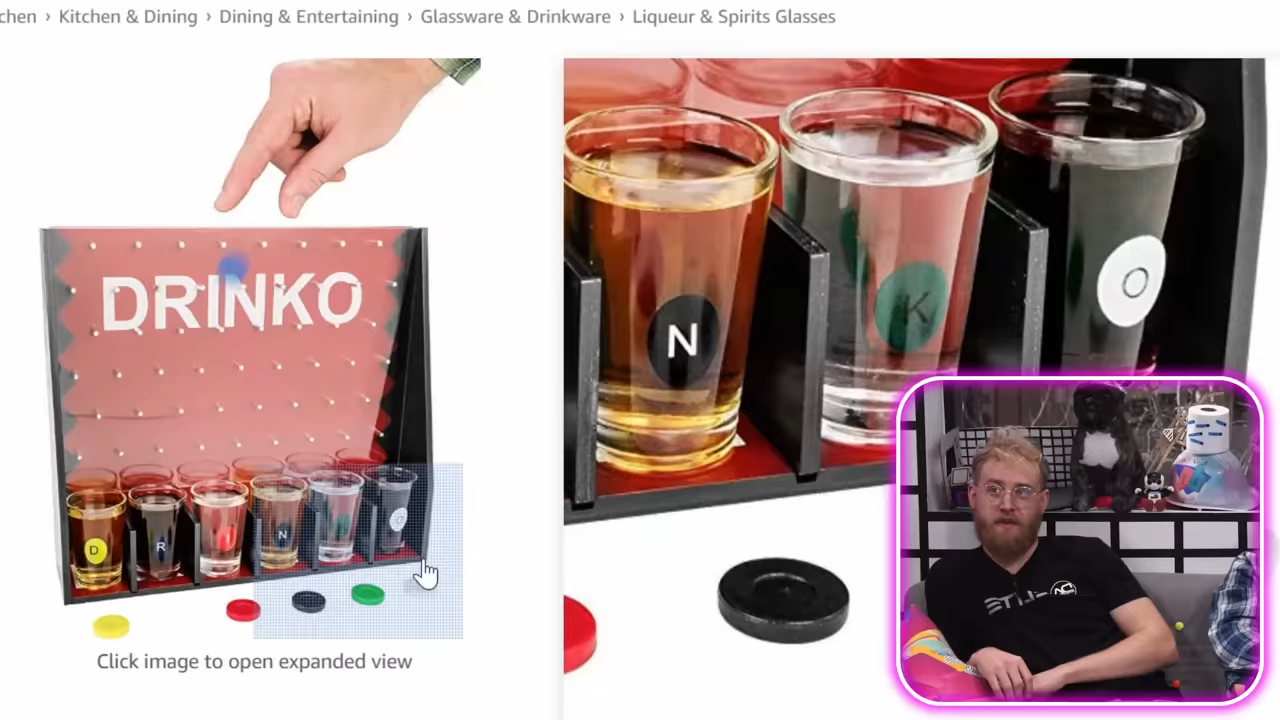 chen › Kitchen & Dining › Dining & Entertaining › Glassware & Drinkware › Liqueur & Spirits Glasses
DRINKO
D
R
I
N
K
O
N
K
O
Click image to open expanded view